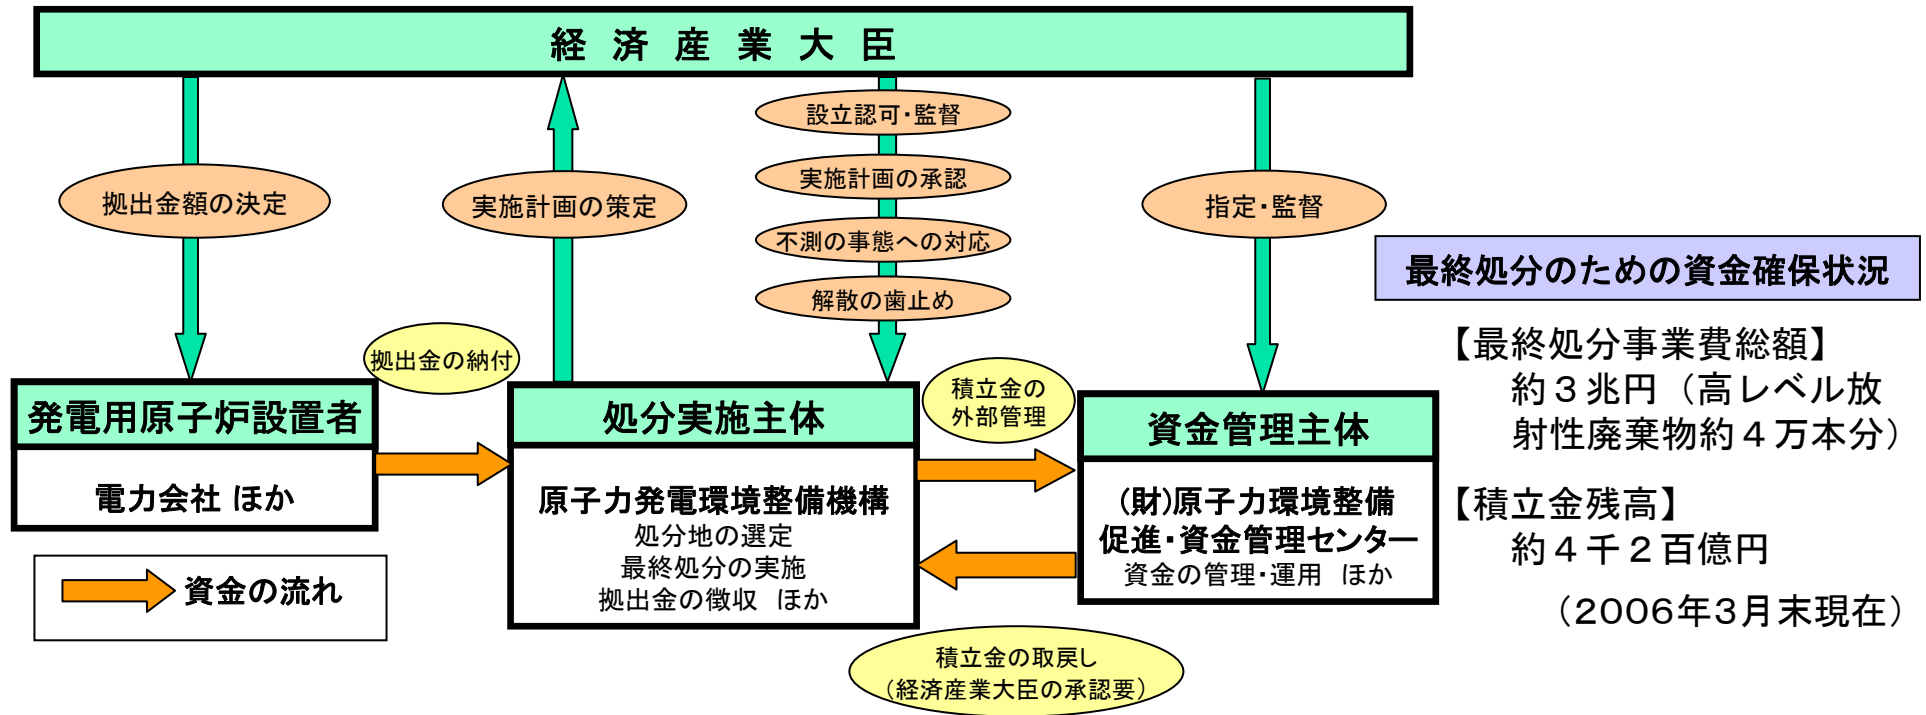 経済産業大臣
設立認可・監督
実施計画の承認
不測の事態への対応
解散の歯止め
拠出金額の決定
実施計画の策定
指定・監督
拠出金の納付
積立金の
外部管理
発電用原子炉設置者
電力会社 ほか
処分実施主体
原子力発電環境整備機構
処分地の選定
最終処分の実施
拠出金の徴収 ほか
資金管理主体
(財)原子力環境整備
促進・資金管理センター
資金の管理・運用 ほか
積立金の取戻し
（経済産業大臣の承認要）
資金の流れ
最終処分のための資金確保状況
【最終処分事業費総額】
約３兆円（高レベル放
射性廃棄物約４万本分）
【積立金残高】
約４千２百億円
（2006年3月末現在）